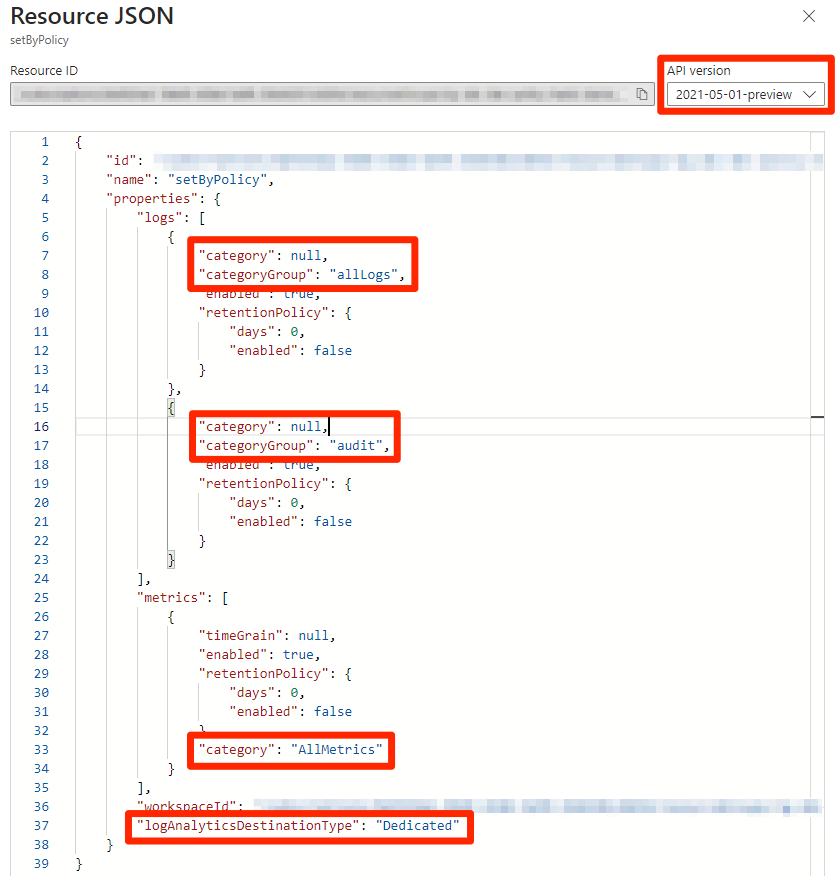 Resource JSON
setByPolicy
Resource ID
API version
2021-05-01-preview
1 {
2 "id":
3 "name": "setByPolicy",
4 "properties": {
5 "logs": [
6 {
7 "category": null,
8 "categoryGroup": "allLogs",
9 "enabled": true,
10 "retentionPolicy": {
11 "days": 0,
12 "enabled": false
13 }
14 },
15 {
16 "category": null,
17 "categoryGroup": "audit",
18 "enabled": true,
19 "retentionPolicy": {
20 "days": 0,
21 "enabled": false
22 }
23 }
24 ],
25 "metrics": [
26 {
27 "timeGrain": null,
28 "enabled": true,
29 "retentionPolicy": {
30 "days": 0,
31 "enabled": false
32 },
33 "category": "AllMetrics"
34 }
35 ],
36 "workspaceId":
37 "logAnalyticsDestinationType": "Dedicated"
38 }
39 }